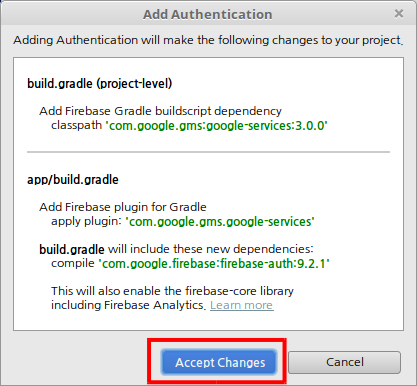 Add Authentication
Adding Authentication will make the following changes to your project.
build.gradle (project-level)
Add Firebase Gradle buildscript dependency
classpath 'com.google.gms:google-services:3.0.0'
app/build.gradle
Add Firebase plugin for Gradle
apply plugin: 'com.google.gms.google-services'
build.gradle will include these new dependencies:
compile 'com.google.firebase:firebase-auth:9.2.1'
This will also enable the firebase-core library
including Firebase Analytics. Learn more
Accept Changes
Cancel